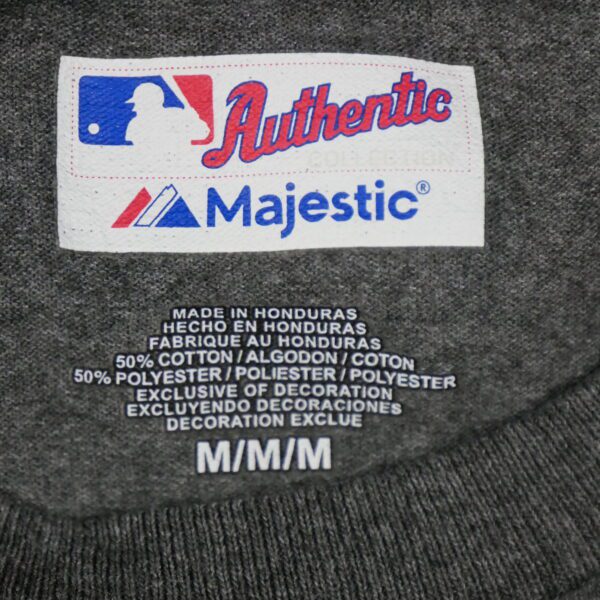 Authentic
COLLECTION
Majestic®
MADE IN HONDURAS
HECHO EN HONDURAS
FABRIQUE AU HONDURAS
50% COTTON / ALGODON / COTON
50% POLYESTER / POLIESTER / POLYESTER
EXCLUSIVE OF DECORATION
EXCLUYENDO DECORACIONES
DECORATION EXCLUE
M/M/M